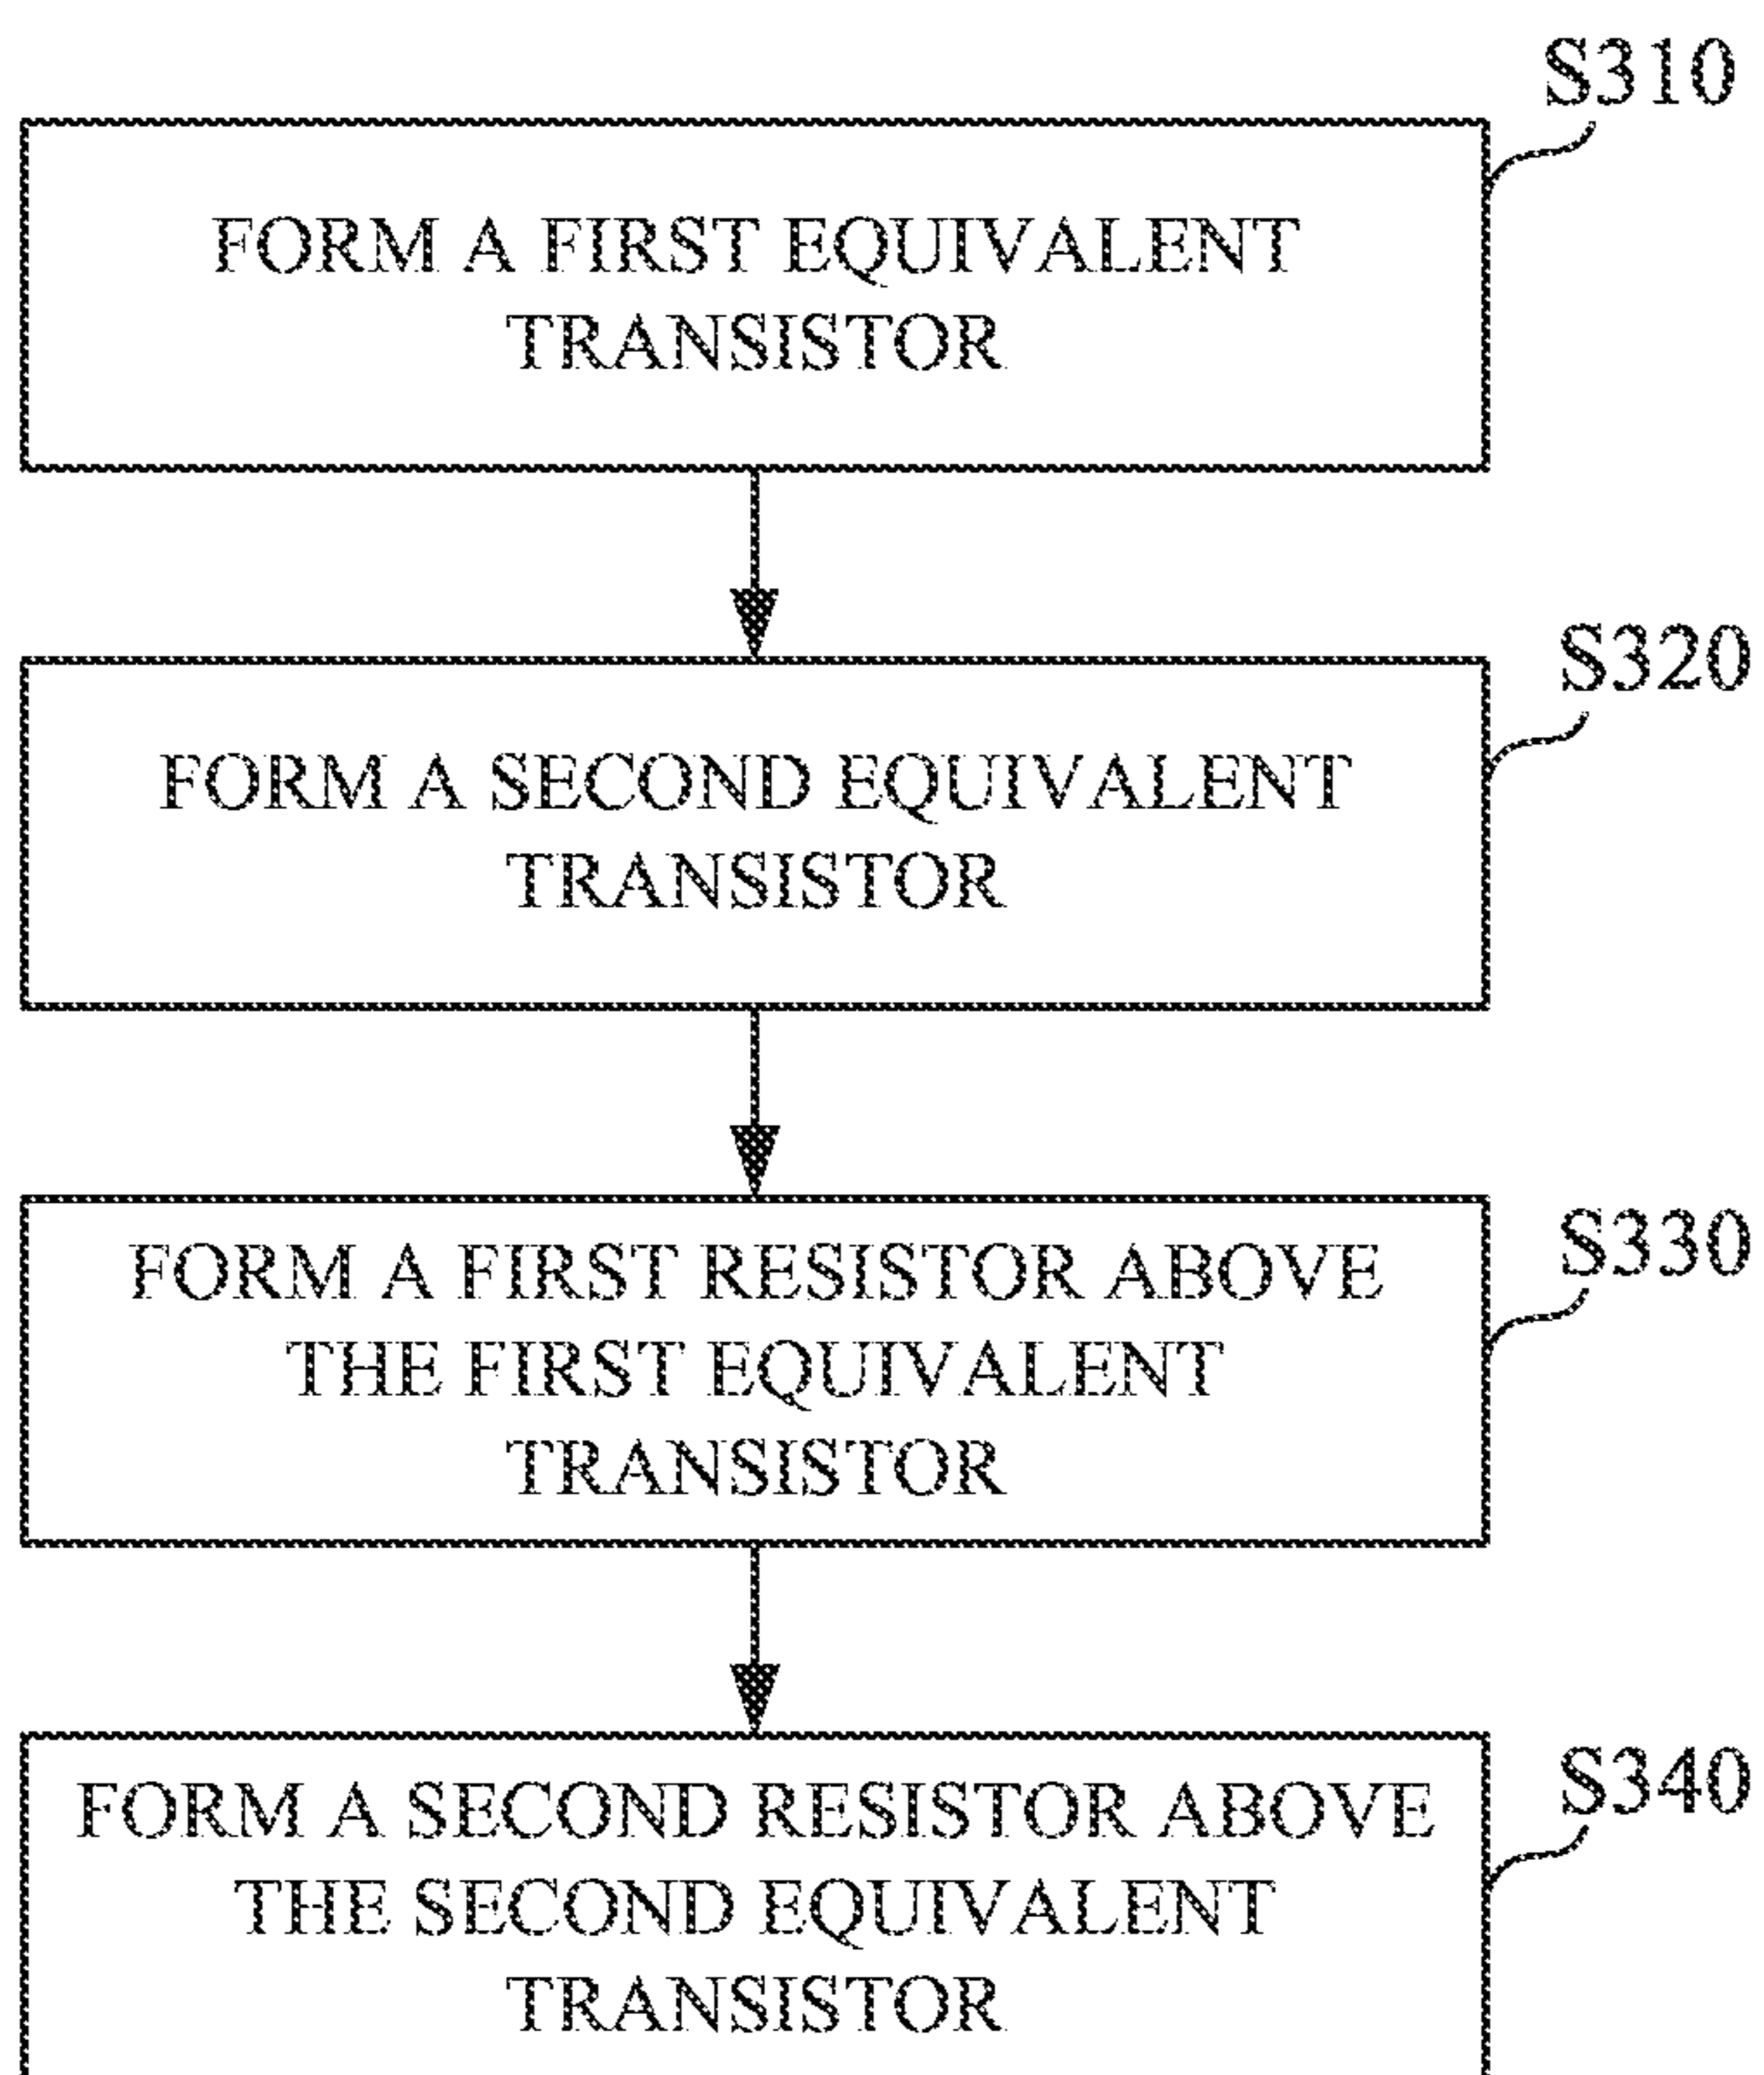 S310
FORM A FIRST EQUIVALENT
TRANSISTOR
S320
FORM A SECOND EQUIVALENT
TRANSISTOR
S330
FORM A FIRST RESISTOR ABOVE
THE FIRST EQUIVALENT
TRANSISTOR
S340
FORM A SECOND RESISTOR ABOVE
THE SECOND EQUIVALENT
TRANSISTOR